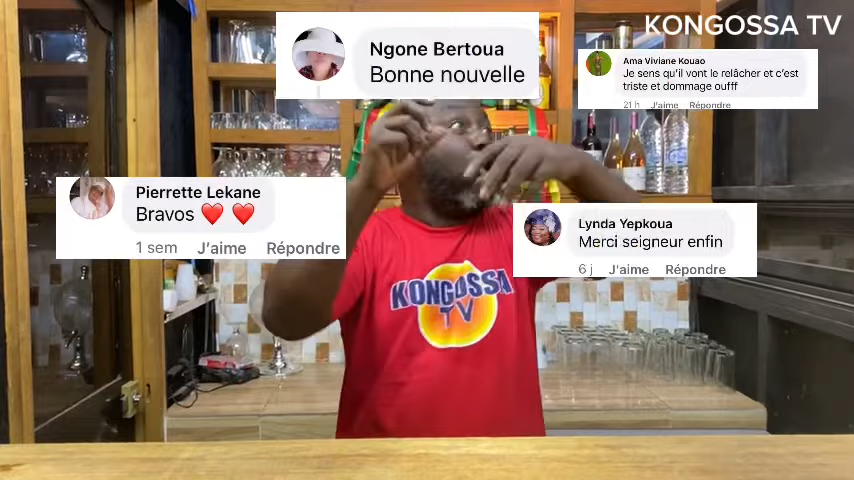 KONGOSSA TV
Ngone Bertoua
Bonne nouvelle
Ama Viviane Kouao
Je sens qu'il vont le relâcher et c'est
triste et dommage oufff
21 h J'aime Répondre
Pierrette Lekane
Bravos ❤️ ❤️
1 sem J'aime Répondre
Lynda Yepkoua
Merci seigneur enfin
6 j J'aime Répondre
KONGOSSA
TV